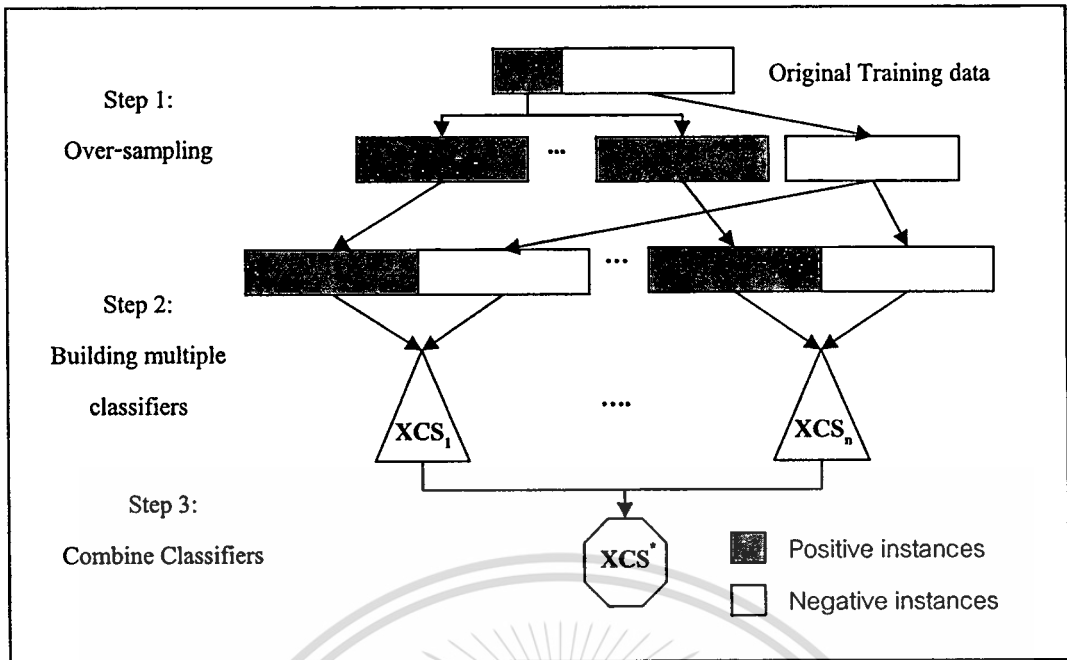 Original Training data
Step 1:
Over-sampling
...
...
Step 2:
Building multiple
classifiers
XCS₁
....
XCSₙ
Step 3:
Combine Classifiers
XCS*
Positive instances
Negative instances